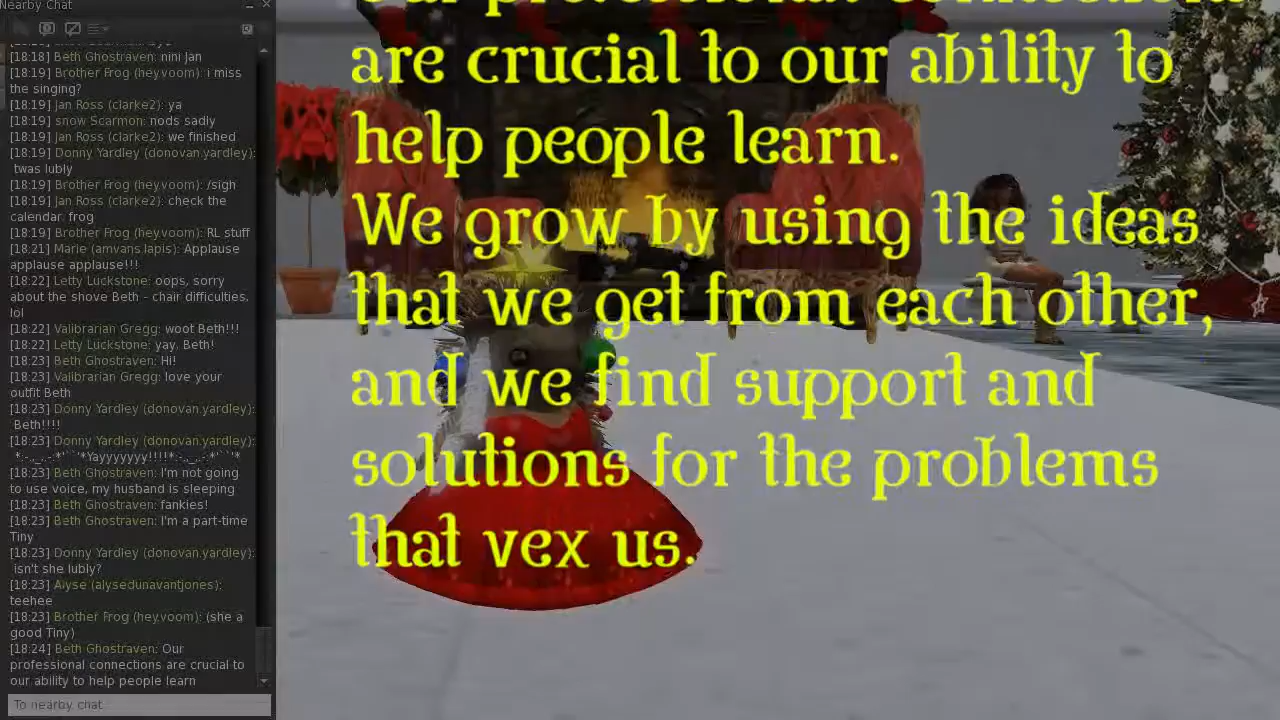 Nearby Chat
[18:18] Beth Ghostraven: nini Jan
[18:19] Brother Frog (hey.voom): i miss
the singing?
[18:19] Jan Ross (clarke2): ya
[18:19] snow Scarmon: nods sadly
[18:19] Jan Ross (clarke2): we finished
[18:19] Donny Yardley (donovan.yardley):
twas lubly
[18:19] Brother Frog (hey.voom): /sigh
[18:19] Jan Ross (clarke2): check the
calendar. frog
[18:19] Brother Frog (hey.voom): RL stuff
[18:21] Marie (amvans.lapis): Applause
applause applause!!!
[18:22] Letty Luckstone: oops, sorry
about the shove Beth - chair difficulties.
lol
[18:22] Valibrarian Gregg: woot Beth!!!
[18:22] Letty Luckstone: yay, Beth!
[18:23] Beth Ghostraven: Hi!
[18:23] Valibrarian Gregg: love your
outfit Beth
[18:23] Donny Yardley (donovan.yardley):
Beth!!!!
[18:23] Donny Yardley (donovan.yardley):
*-.,_,.-:*'``'*Yayyyyyyy!!!!*-:,_,.-:*'``'*
[18:23] Beth Ghostraven: I'm not going
to use voice, my husband is sleeping
[18:23] Beth Ghostraven: fankies!
[18:23] Beth Ghostraven: I'm a part-time
Tiny
[18:23] Donny Yardley (donovan.yardley):
isn't she lubly?
[18:23] Alyse (alysedunavantjones):
teehee
[18:23] Brother Frog (hey.voom): (she a
good Tiny)
[18:24] Beth Ghostraven: Our
professional connections are crucial to
our ability to help people learn
To nearby chat
Our professional connections
are crucial to our ability to
help people learn.
We grow by using the ideas
that we get from each other,
and we find support and
solutions for the problems
that vex us.